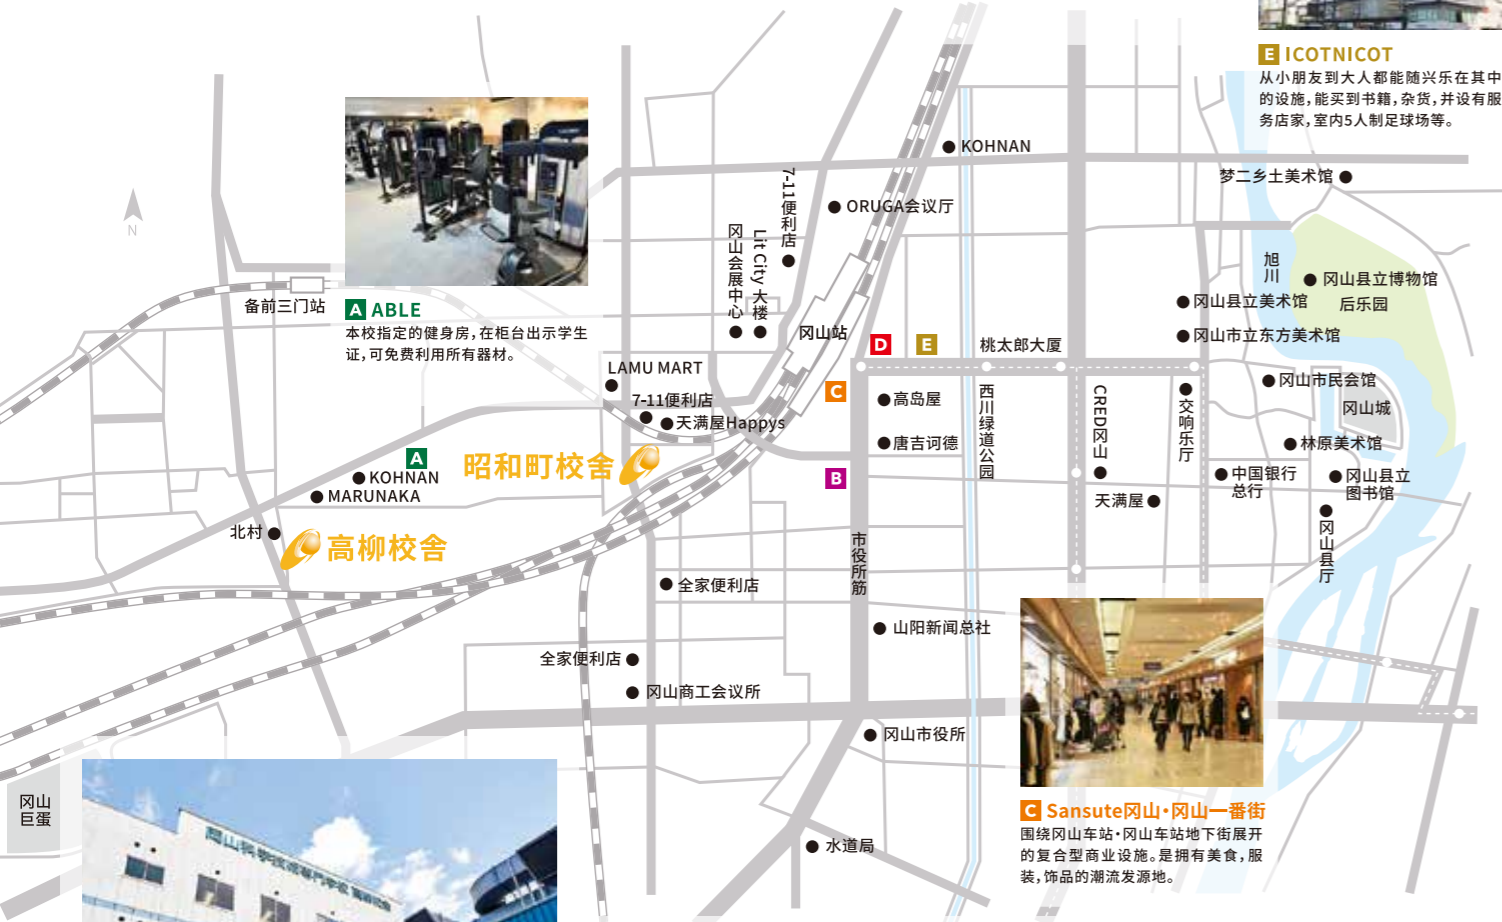 E ICOTNICOT
从小朋友到大人都能随兴乐在其中
的设施，能买到书籍，杂货，并设有服
务店家，室内5人制足球场等。
KOHNAN
梦二乡土美术馆
7-11便利店
ORUGA会议厅
N
冈山会展中心
Lit City 大楼
旭川
冈山县立博物馆
后乐园
备前三门站
A ABLE
本校指定的健身房，在柜台出示学生
证，可免费利用所有器材。
冈山县立美术馆
冈山市立东方美术馆
冈山站
D
E
桃太郎大厦
LAMU MART
7-11便利店
天满屋Happys
C
高岛屋
唐吉诃德
西川绿道公园
CRED冈山
交响乐厅
冈山市民会馆
冈山城
林原美术馆
A
KOHNAN
MARUNAKA
昭和町校舎
B
天满屋
中国银行
总行
冈山县立
图书馆
冈山县厅
北村
高柳校舎
市役所筋
全家便利店
山阳新闻总社
全家便利店
冈山商工会议所
冈山市役所
冈山
巨蛋
水道局
C Sansute冈山・冈山一番街
围绕冈山车站・冈山车站地下街展开
的复合型商业设施。是拥有美食，服
装，饰品的潮流发源地。